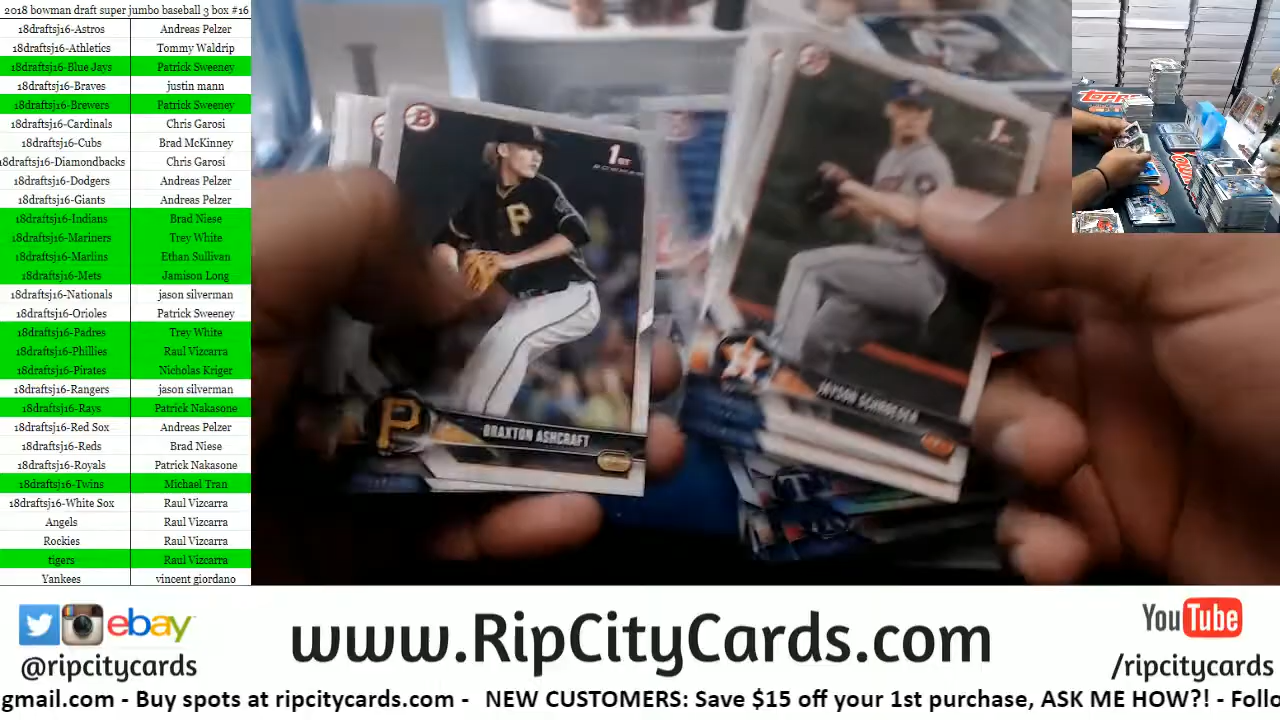 2018 bowman draft super jumbo baseball 3 box #16
18draftsj16-Astros Andreas Pelzer
18draftsj16-Athletics Tommy Waldrip
18draftsj16-Blue Jays Patrick Sweeney
18draftsj16-Braves justin mann
18draftsj16-Brewers Patrick Sweeney
18draftsj16-Cardinals Chris Garosi
18draftsj16-Cubs Brad McKinney
18draftsj16-Diamondbacks Chris Garosi
18draftsj16-Dodgers Andreas Pelzer
18draftsj16-Giants Andreas Pelzer
18draftsj16-Indians Brad Niese
18draftsj16-Mariners Trey White
18draftsj16-Marlins Ethan Sullivan
18draftsj16-Mets Jamison Long
18draftsj16-Nationals jason silverman
18draftsj16-Orioles Patrick Sweeney
18draftsj16-Padres Trey White
18draftsj16-Phillies Raul Vizcarra
18draftsj16-Pirates Nicholas Kriger
18draftsj16-Rangers jason silverman
18draftsj16-Rays Patrick Nakasone
18draftsj16-Red Sox Andreas Pelzer
18draftsj16-Reds Brad Niese
18draftsj16-Royals Patrick Nakasone
18draftsj16-Twins Michael Tran
18draftsj16-White Sox Raul Vizcarra
Angels Raul Vizcarra
Rockies Raul Vizcarra
tigers Raul Vizcarra
Yankees vincent giordano
B
1ST
BOWMAN
P
P
BRAXTON ASHCRAFT
B
1ST
JAYSON SCHROEDER
TOPPS
TOPPS
ebay
@ripcitycards
www.RipCityCards.com
YouTube
/ripcitycards
gmail.com - Buy spots at ripcitycards.com - NEW CUSTOMERS: Save $15 off your 1st purchase, ASK ME HOW?! - Follo